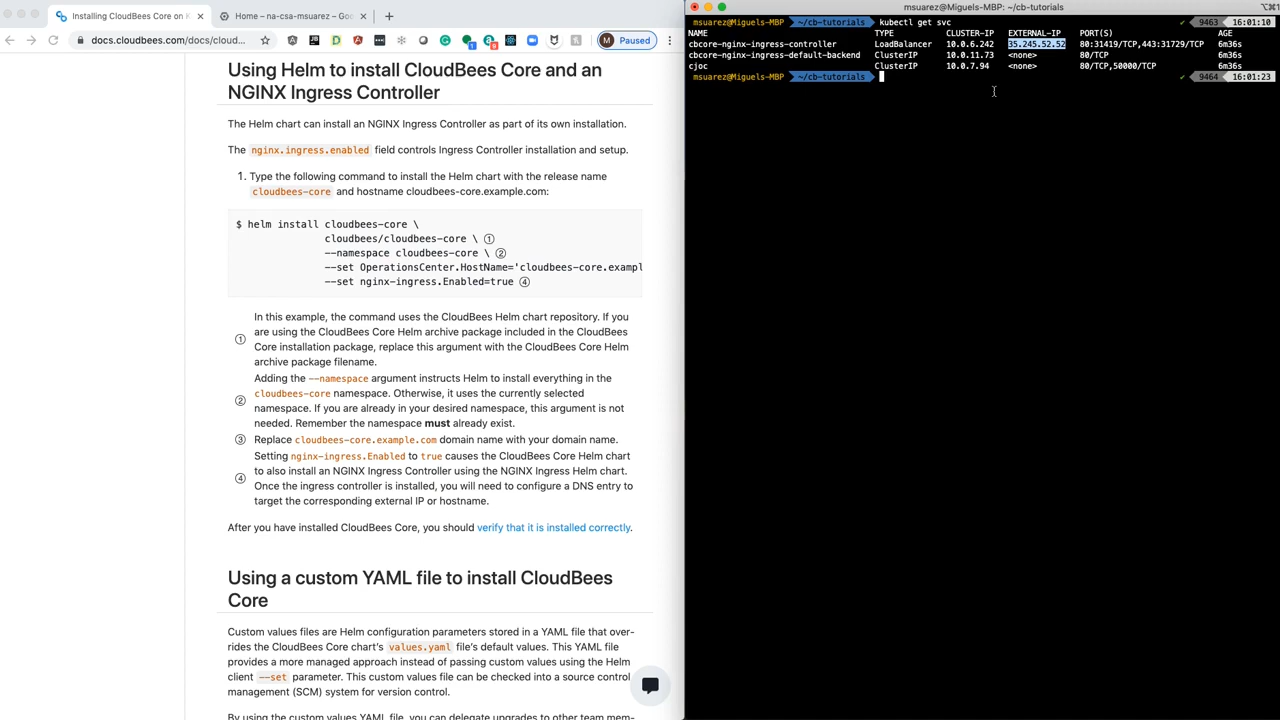 Installing CloudBees Core on K
Home – na-csa-msuarez – Goo
docs.cloudbees.com/docs/cloud...
Paused
Using Helm to install CloudBees Core and an
NGINX Ingress Controller
The Helm chart can install an NGINX Ingress Controller as part of its own installation.
The nginx.ingress.enabled field controls Ingress Controller installation and setup.
1. Type the following command to install the Helm chart with the release name
cloudbees-core and hostname cloudbees-core.example.com:
$ helm install cloudbees-core \
cloudbees/cloudbees-core \ ①
--namespace cloudbees-core \ ②
--set OperationsCenter.HostName='cloudbees-core.exampl
--set nginx-ingress.Enabled=true ④
① In this example, the command uses the CloudBees Helm chart repository. If you
are using the CloudBees Core Helm archive package included in the CloudBees
Core installation package, replace this argument with the CloudBees Core Helm
archive package filename.
② Adding the --namespace argument instructs Helm to install everything in the
cloudbees-core namespace. Otherwise, it uses the currently selected
namespace. If you are already in your desired namespace, this argument is not
needed. Remember the namespace must already exist.
③ Replace cloudbees-core.example.com domain name with your domain name.
④ Setting nginx-ingress.Enabled to true causes the CloudBees Core Helm chart
to also install an NGINX Ingress Controller using the NGINX Ingress Helm chart.
Once the ingress controller is installed, you will need to configure a DNS entry to
target the corresponding external IP or hostname.
After you have installed CloudBees Core, you should verify that it is installed correctly.
Using a custom YAML file to install CloudBees
Core
Custom values files are Helm configuration parameters stored in a YAML file that over-
rides the CloudBees Core chart's values.yaml file's default values. This YAML file
provides a more managed approach instead of passing custom values using the Helm
client --set parameter. This custom values file can be checked into a source control
management (SCM) system for version control.
By using the custom values YAML file, you can delegate upgrades to other team mem-
msuarez@Miguels-MBP: ~/cb-tutorials
⌥⌘1
msuarez@Miguels-MBP ~/cb-tutorials kubectl get svc ✔ 9463 16:01:10
NAME TYPE CLUSTER-IP EXTERNAL-IP PORT(S) AGE
cbcore-nginx-ingress-controller LoadBalancer 10.0.6.242 35.245.52.52 80:31419/TCP,443:31729/TCP 6m36s
cbcore-nginx-ingress-default-backend ClusterIP 10.0.11.73 <none> 80/TCP 6m36s
cjoc ClusterIP 10.0.7.94 <none> 80/TCP,50000/TCP 6m36s
msuarez@Miguels-MBP ~/cb-tutorials ✔ 9464 16:01:23